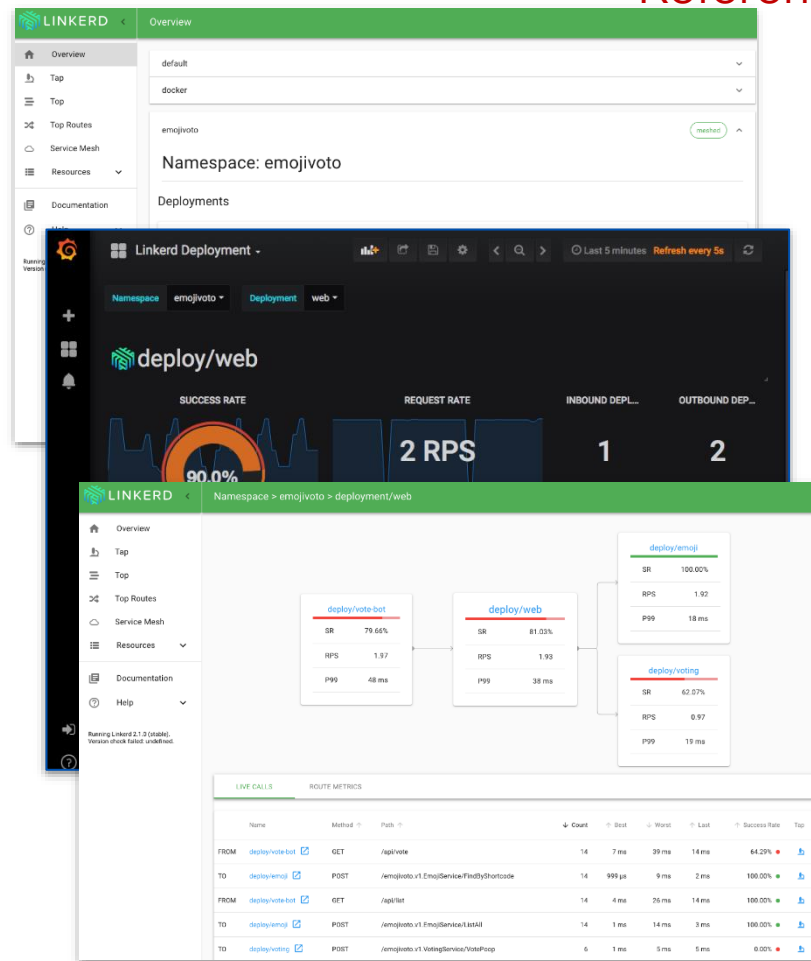 LINKERD
Overview
Overview
Tap
Top
Top Routes
Service Mesh
Resources
Documentation
default
docker
emojivoto
meshed
Namespace: emojivoto
Deployments
Running
Version
Linkerd Deployment
Last 5 minutes Refresh every 5s
Namespace emojivoto Deployment web
deploy/web
SUCCESS RATE
REQUEST RATE
INBOUND DEPL...
OUTBOUND DEP...
90.0%
2 RPS
1
2
LINKERD
Namespace > emojivoto > deployment/web
Overview
Tap
Top
Top Routes
Service Mesh
Resources
Documentation
Help
Running Linkerd 2.1.0 (stable).
Version check failed: undefined.
deploy/vote-bot
SR 79.66%
RPS 1.97
P99 48 ms
deploy/web
SR 81.03%
RPS 1.93
P99 38 ms
deploy/emoji
SR 100.00%
RPS 1.92
P99 18 ms
deploy/voting
SR 62.07%
RPS 0.97
P99 19 ms
LIVE CALLS ROUTE METRICS
Name Method Path Count Best Worst Last Success Rate Tap
FROM deploy/vote-bot GET /api/vote 14 7 ms 39 ms 14 ms 64.29%
TO deploy/emoji POST /emojivoto.v1.EmojiService/FindByShortcode 14 999 µs 9 ms 2 ms 100.00%
FROM deploy/vote-bot GET /api/list 14 4 ms 26 ms 14 ms 100.00%
TO deploy/emoji POST /emojivoto.v1.EmojiService/ListAll 14 1 ms 14 ms 3 ms 100.00%
TO deploy/voting POST /emojivoto.v1.VotingService/VotePoop 6 1 ms 5 ms 5 ms 0.00%